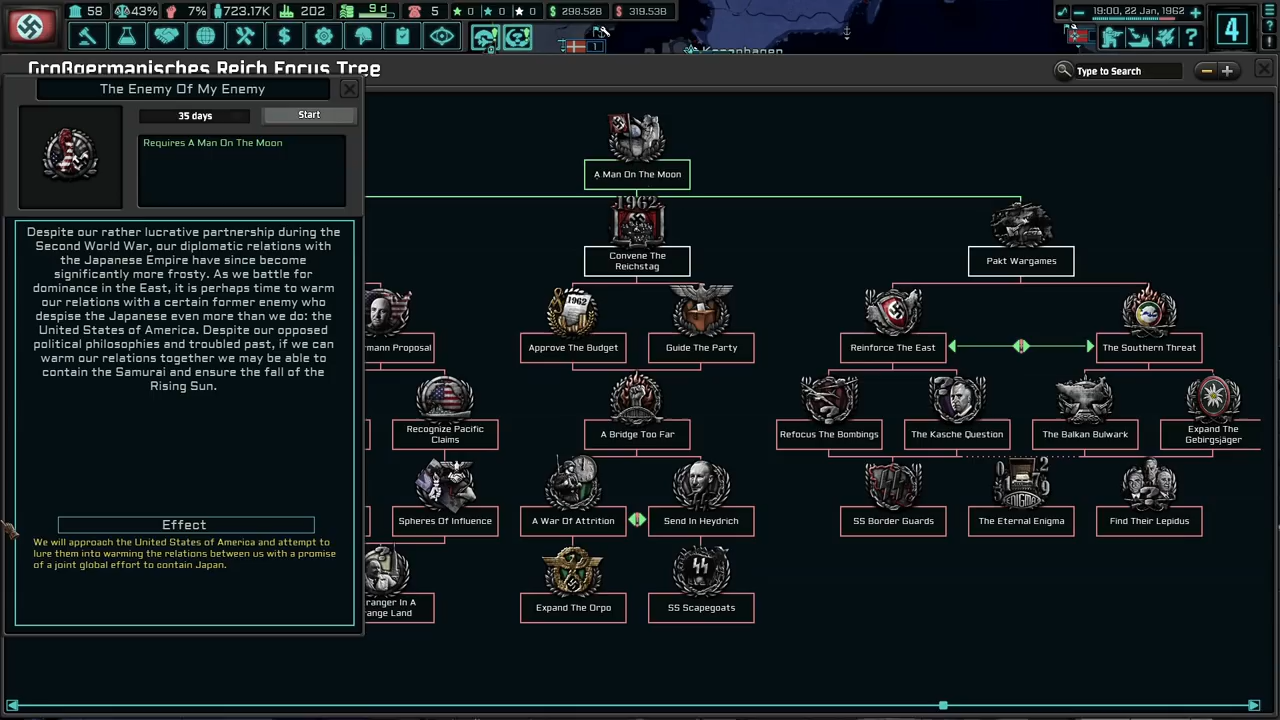 58 43% 7% 723.17K 202 9 d 5 0 0 0 298.52B 319.53B
19:00, 22 Jan, 1962
4
1
Großgermanisches Reich Focus Tree
Type to Search
The Enemy Of My Enemy
35 days
Start
Requires A Man On The Moon
Despite our rather lucrative partnership during the
Second World War, our diplomatic relations with
the Japanese Empire have since become
significantly more frosty. As we battle for
dominance in the East, it is perhaps time to warm
our relations with a certain former enemy who
despise the Japanese even more than we do: the
United States of America. Despite our opposed
political philosophies and troubled past, if we can
warm our relations together we may be able to
contain the Samurai and ensure the fall of the
Rising Sun.
Effect
We will approach the United States of America and attempt to
lure them into warming the relations between us with a promise
of a joint global effort to contain Japan.
A Man On The Moon
1962
Convene The
Reichstag
Pakt Wargames
1962
rmann Proposal
Approve The Budget
Guide The Party
Reinforce The East
The Southern Threat
Recognize Pacific
Claims
A Bridge Too Far
Refocus The Bombings
The Kasche Question
The Balkan Bulwark
Expand The
Gebirgsjäger
ENIGMA
Spheres Of Influence
A War Of Attrition
Send In Heydrich
SS Border Guards
The Eternal Enigma
Find Their Lepidus
ranger In A
range Land
Expand The Orpo
SS Scapegoats